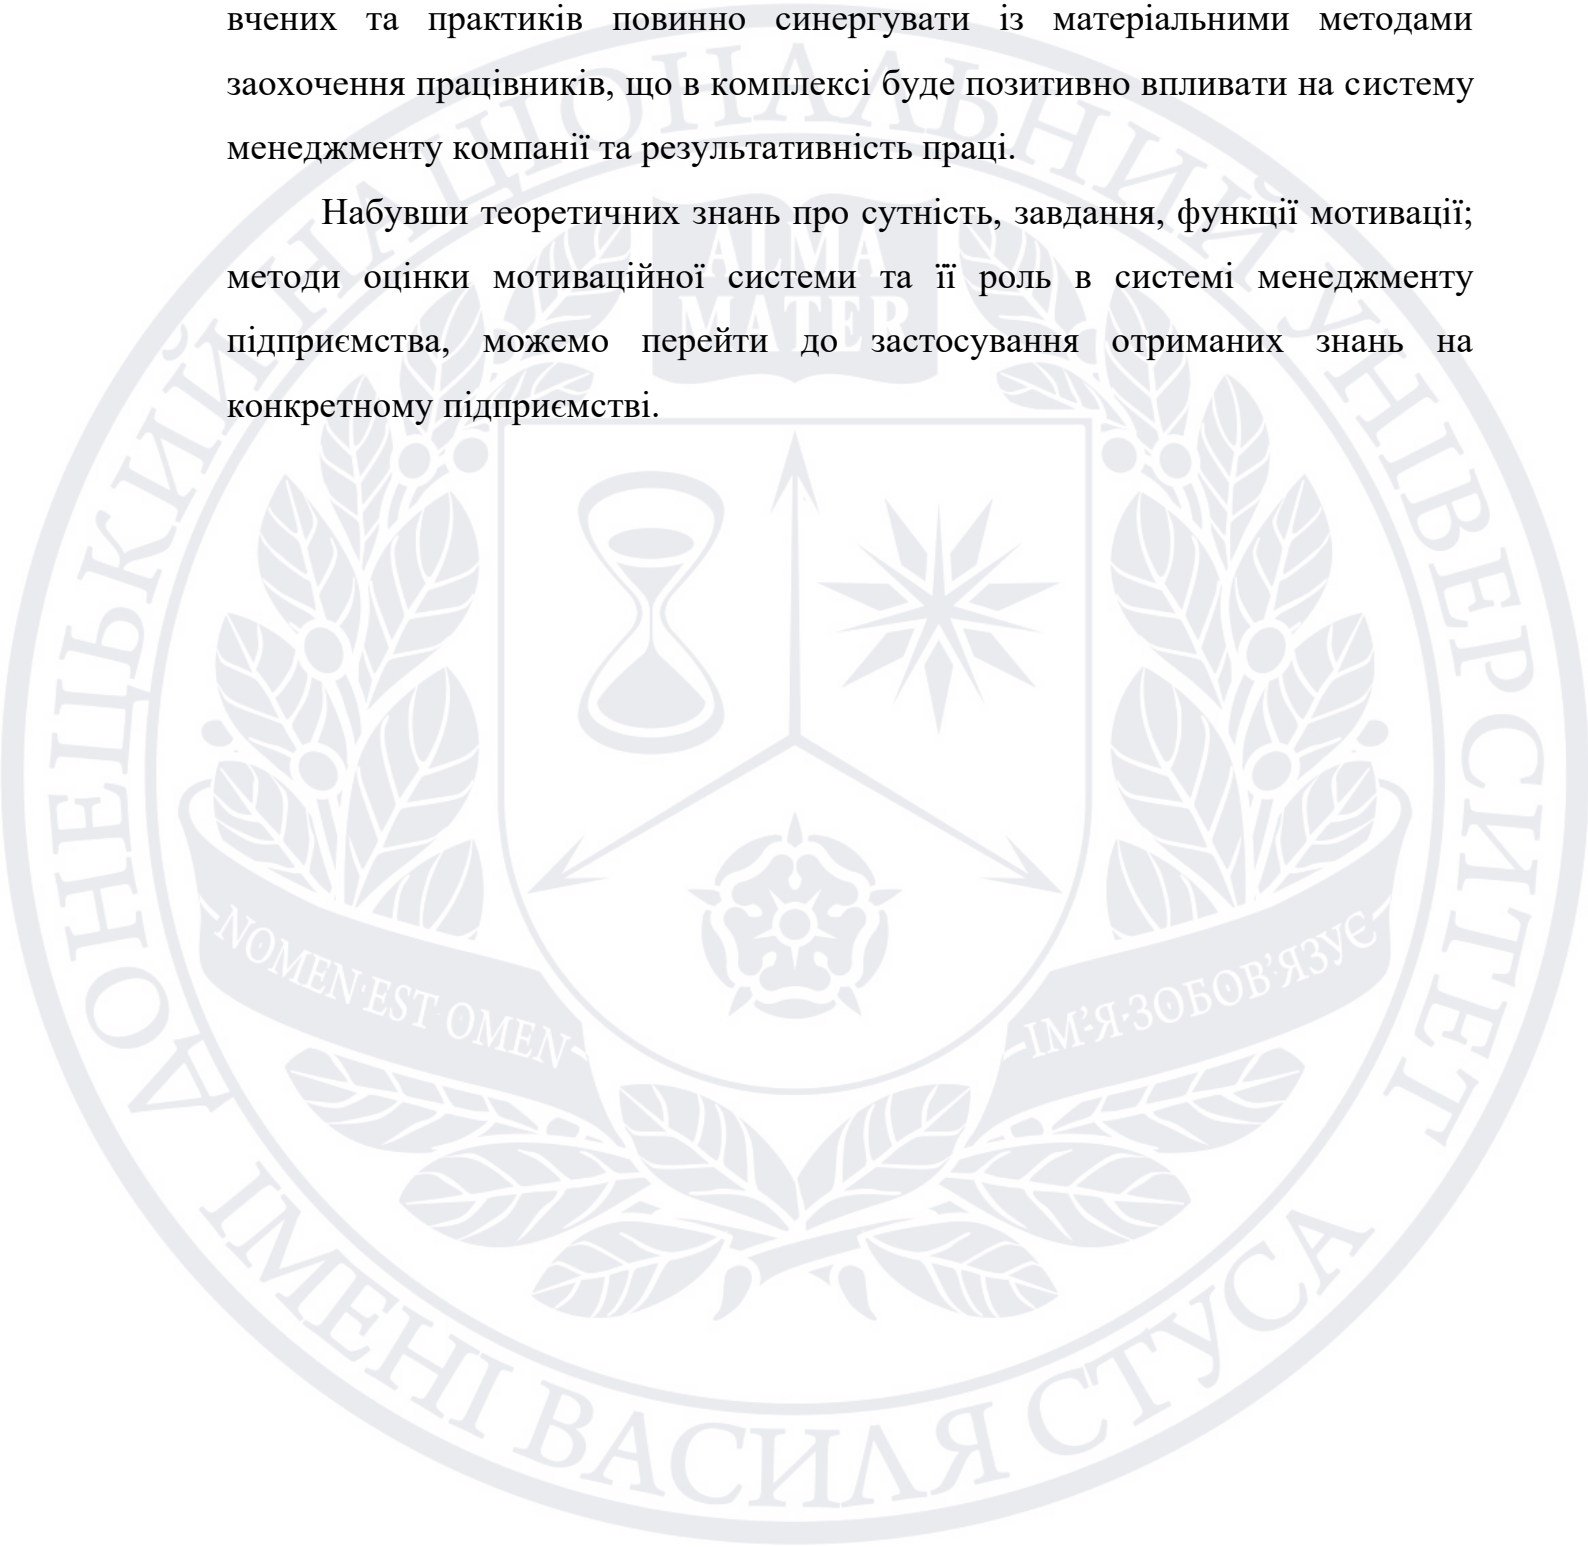 вчених та практиків повинно синергувати із матеріальними методами
заохочення працівників, що в комплексі буде позитивно впливати на систему
менеджменту компанії та результативність праці.
Набувши теоретичних знань про сутність, завдання, функції мотивації;
методи оцінки мотиваційної системи та її роль в системі менеджменту
підприємства, можемо перейти до застосування отриманих знань на
конкретному підприємстві.
ДОНЕЦЬКИЙ НАЦІОНАЛЬНИЙ УНІВЕРСИТЕТ
ІМЕНІ ВАСИЛЯ СТУСА
ALMA
MATER
NOMEN·EST·OMEN
ІМ'Я·ЗОБОВ'ЯЗУЄ